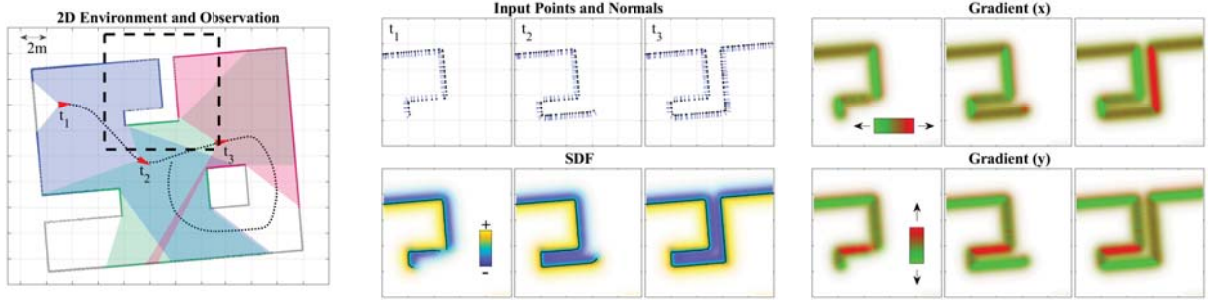 2D Environment and Observation
2m
t1
t2
t3
Input Points and Normals
t1
t2
t3
SDF
+
-
Gradient (x)
Gradient (y)